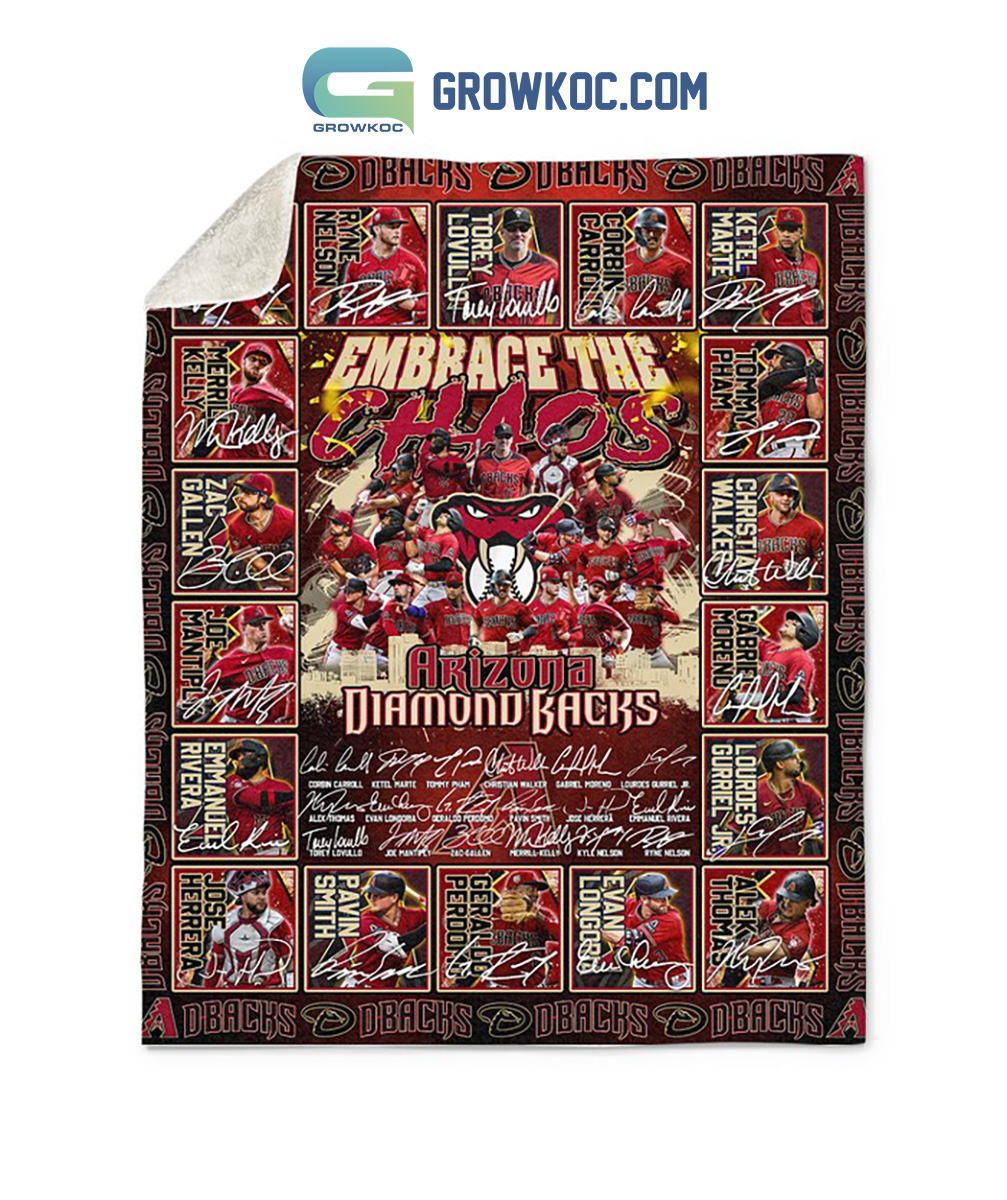 GROWKOC
GROWKOC.COM
DBACKS DBACKS DBACKS
RYNE NELSON
TOREY LOVULLO
CORBIN CARROLL
KETEL MARTE
MERRILL KELLY
TOMMY PHAM
EMBRACE THE
CHAOS
ZAC GALLEN
CHRISTIAN WALKER
JOE MANTIPLY
GABRIEL MORENO
ARIZONA
DIAMONDBACKS
EMMANUEL RIVERA
LOURDES GURRIEL JR.
CORBIN CARROLL KETEL MARTE TOMMY PHAM CHRISTIAN WALKER GABRIEL MORENO LOURDES GURRIEL JR.
ALEK THOMAS EVAN LONGORIA GERALDO PERDOMO PAVIN SMITH JOSE HERRERA EMMANUEL RIVERA
TOREY LOVULLO JOE MANTIPLY ZAC GALLEN MERRILL KELLY KYLE NELSON RYNE NELSON
JOSE HERRERA
PAVIN SMITH
GERALDO PERDOMO
EVAN LONGORIA
ALEK THOMAS
DBACKS DBACKS DBACKS DBACKS